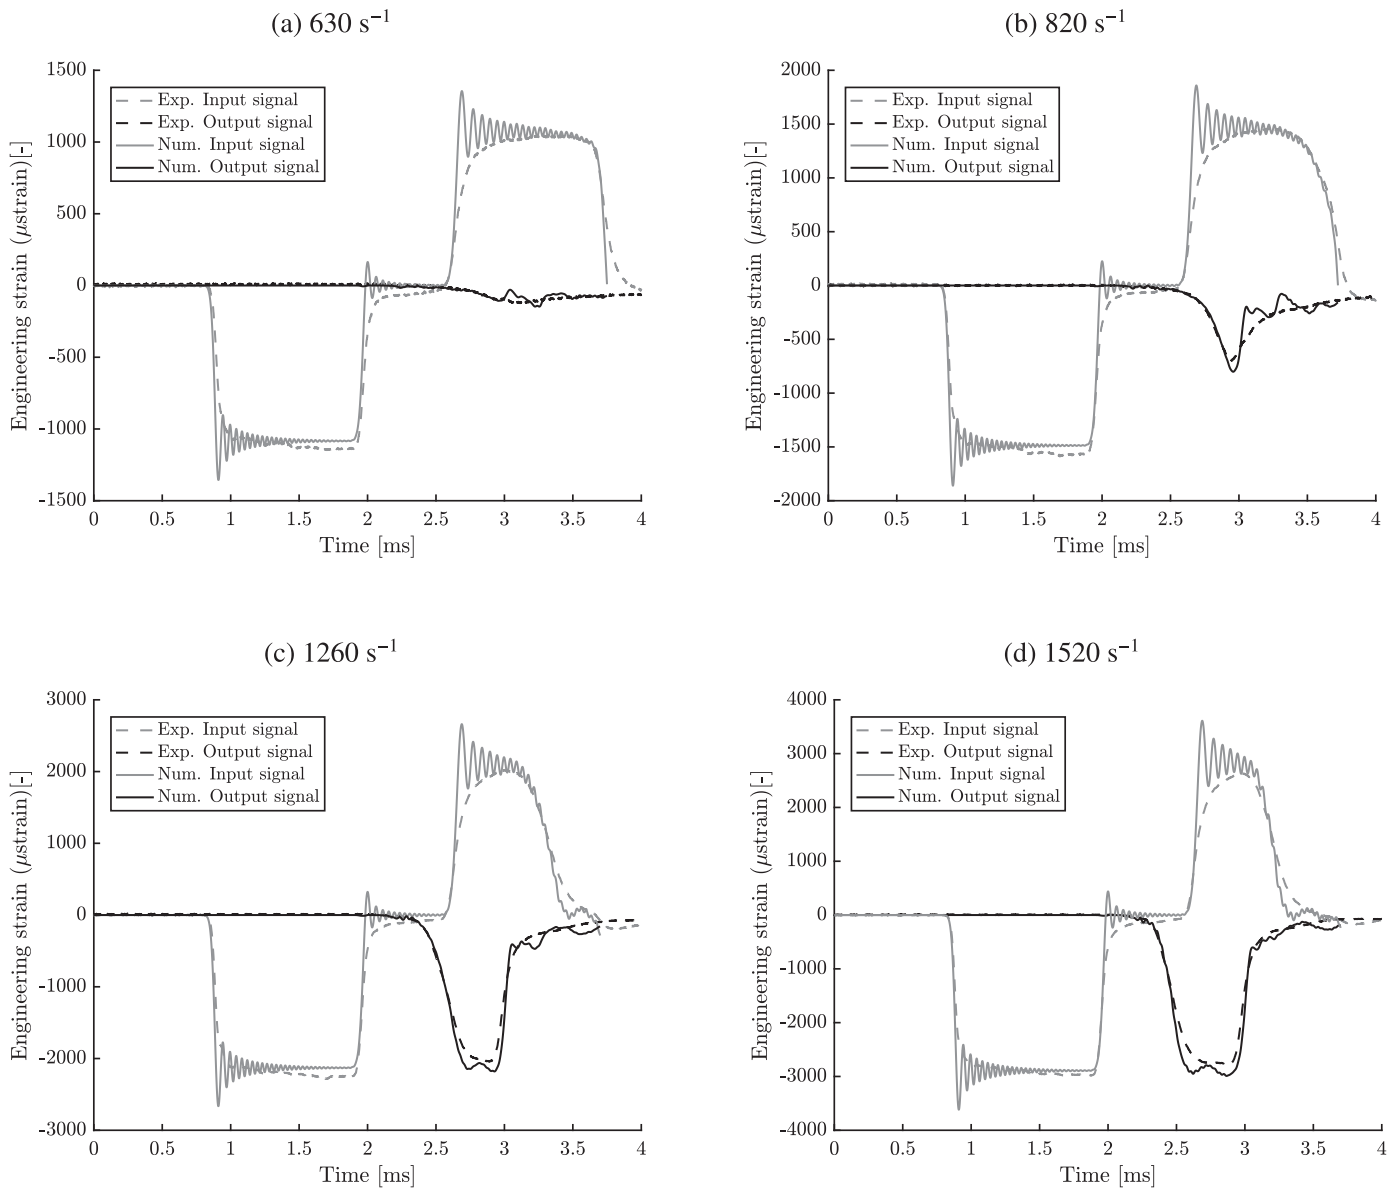 (a) 630 s⁻¹
1500
1000
500
0
-500
-1000
-1500
Engineering strain (μstrain)[-]
Exp. Input signal
Exp. Output signal
Num. Input signal
Num. Output signal
0 0.5 1 1.5 2 2.5 3 3.5 4
Time [ms]
(b) 820 s⁻¹
2000
1500
1000
500
0
-500
-1000
-1500
-2000
Engineering strain (μstrain)[-]
Exp. Input signal
Exp. Output signal
Num. Input signal
Num. Output signal
0 0.5 1 1.5 2 2.5 3 3.5 4
Time [ms]
(c) 1260 s⁻¹
3000
2000
1000
0
-1000
-2000
-3000
Engineering strain (μstrain)[-]
Exp. Input signal
Exp. Output signal
Num. Input signal
Num. Output signal
0 0.5 1 1.5 2 2.5 3 3.5 4
Time [ms]
(d) 1520 s⁻¹
4000
3000
2000
1000
0
-1000
-2000
-3000
-4000
Engineering strain (μstrain)[-]
Exp. Input signal
Exp. Output signal
Num. Input signal
Num. Output signal
0 0.5 1 1.5 2 2.5 3 3.5 4
Time [ms]